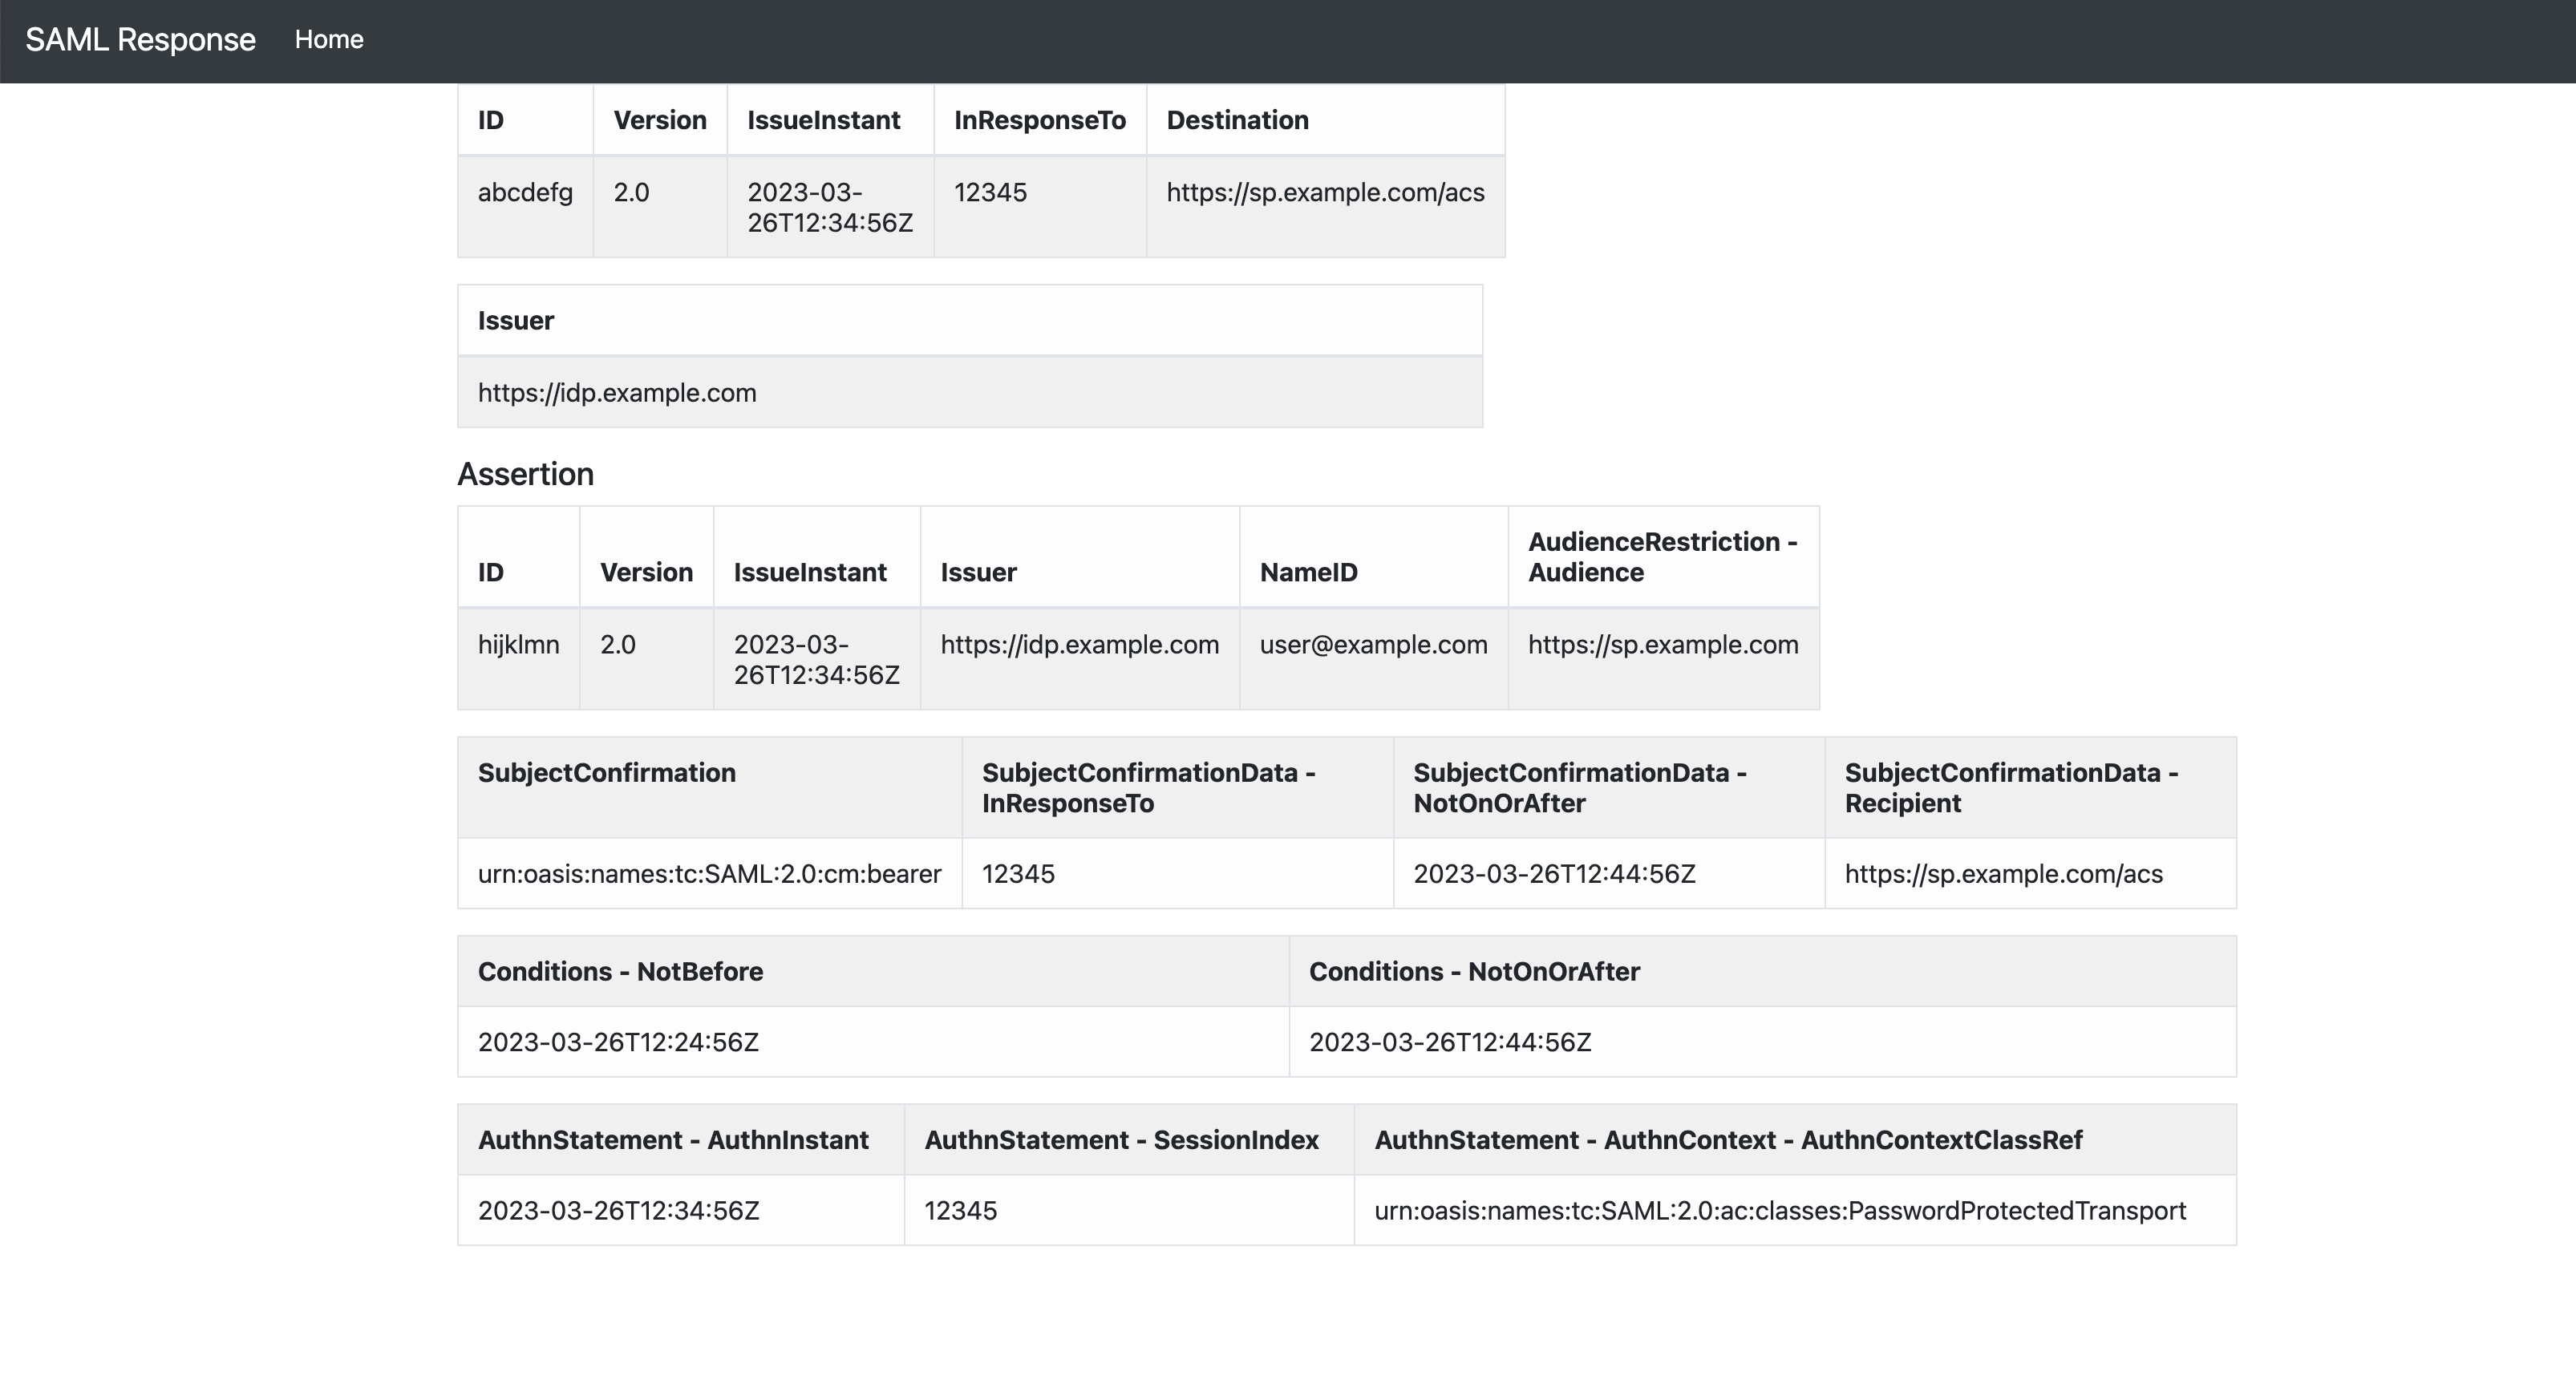 SAML Response Home
ID Version IssueInstant InResponseTo Destination
abcdefg 2.0 2023-03- 12345 https://sp.example.com/acs
26T12:34:56Z
Issuer
https://idp.example.com
Assertion
AudienceRestriction -
ID Version IssueInstant Issuer NameID Audience
hijklmn 2.0 2023-03- https://idp.example.com user@example.com https://sp.example.com
26T12:34:56Z
SubjectConfirmation SubjectConfirmationData - SubjectConfirmationData - SubjectConfirmationData -
InResponseTo NotOnOrAfter Recipient
urn:oasis:names:tc:SAML:2.0:cm:bearer 12345 2023-03-26T12:44:56Z https://sp.example.com/acs
Conditions - NotBefore Conditions - NotOnOrAfter
2023-03-26T12:24:56Z 2023-03-26T12:44:56Z
AuthnStatement - AuthnInstant AuthnStatement - SessionIndex AuthnStatement - AuthnContext - AuthnContextClassRef
2023-03-26T12:34:56Z 12345 urn:oasis:names:tc:SAML:2.0:ac:classes:PasswordProtectedTransport